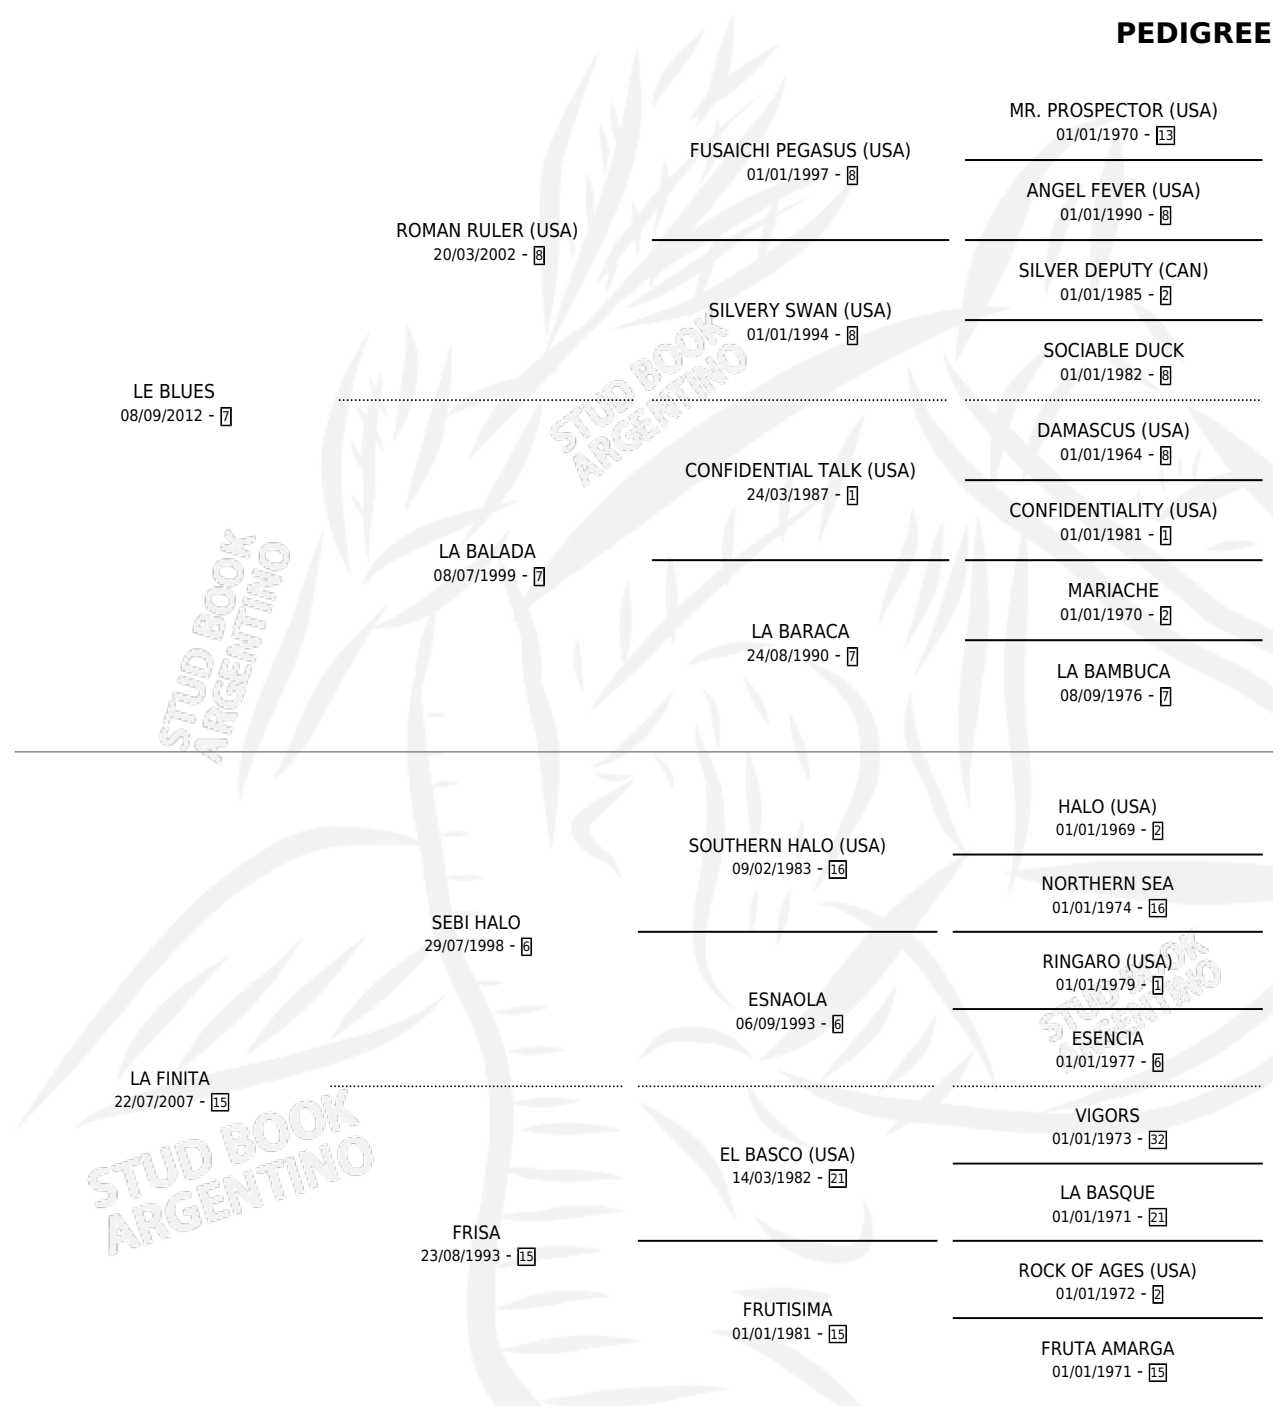 PEDIGREE
MR. PROSPECTOR (USA)
01/01/1970 - 13
FUSAICHI PEGASUS (USA)
01/01/1997 - 8
ANGEL FEVER (USA)
01/01/1990 - 8
ROMAN RULER (USA)
20/03/2002 - 8
SILVER DEPUTY (CAN)
01/01/1985 - 2
SILVERY SWAN (USA)
01/01/1994 - 8
SOCIABLE DUCK
01/01/1982 - 8
LE BLUES
08/09/2012 - 7
DAMASCUS (USA)
01/01/1964 - 8
CONFIDENTIAL TALK (USA)
24/03/1987 - 1
CONFIDENTIALITY (USA)
01/01/1981 - 1
LA BALADA
08/07/1999 - 7
MARIACHE
01/01/1970 - 2
LA BARACA
24/08/1990 - 7
LA BAMBUCA
08/09/1976 - 7
HALO (USA)
01/01/1969 - 2
SOUTHERN HALO (USA)
09/02/1983 - 16
NORTHERN SEA
01/01/1974 - 16
SEBI HALO
29/07/1998 - 6
RINGARO (USA)
01/01/1979 - 1
ESNAOLA
06/09/1993 - 6
ESENCIA
01/01/1977 - 6
LA FINITA
22/07/2007 - 15
VIGORS
01/01/1973 - 32
EL BASCO (USA)
14/03/1982 - 21
LA BASQUE
01/01/1971 - 21
FRISA
23/08/1993 - 15
ROCK OF AGES (USA)
01/01/1972 - 2
FRUTISIMA
01/01/1981 - 15
FRUTA AMARGA
01/01/1971 - 15
STUD BOOK
ARGENTINO
STUD BOOK
ARGENTINO
STUD BOOK
ARGENTINO
STUD BOOK
ARGENTINO